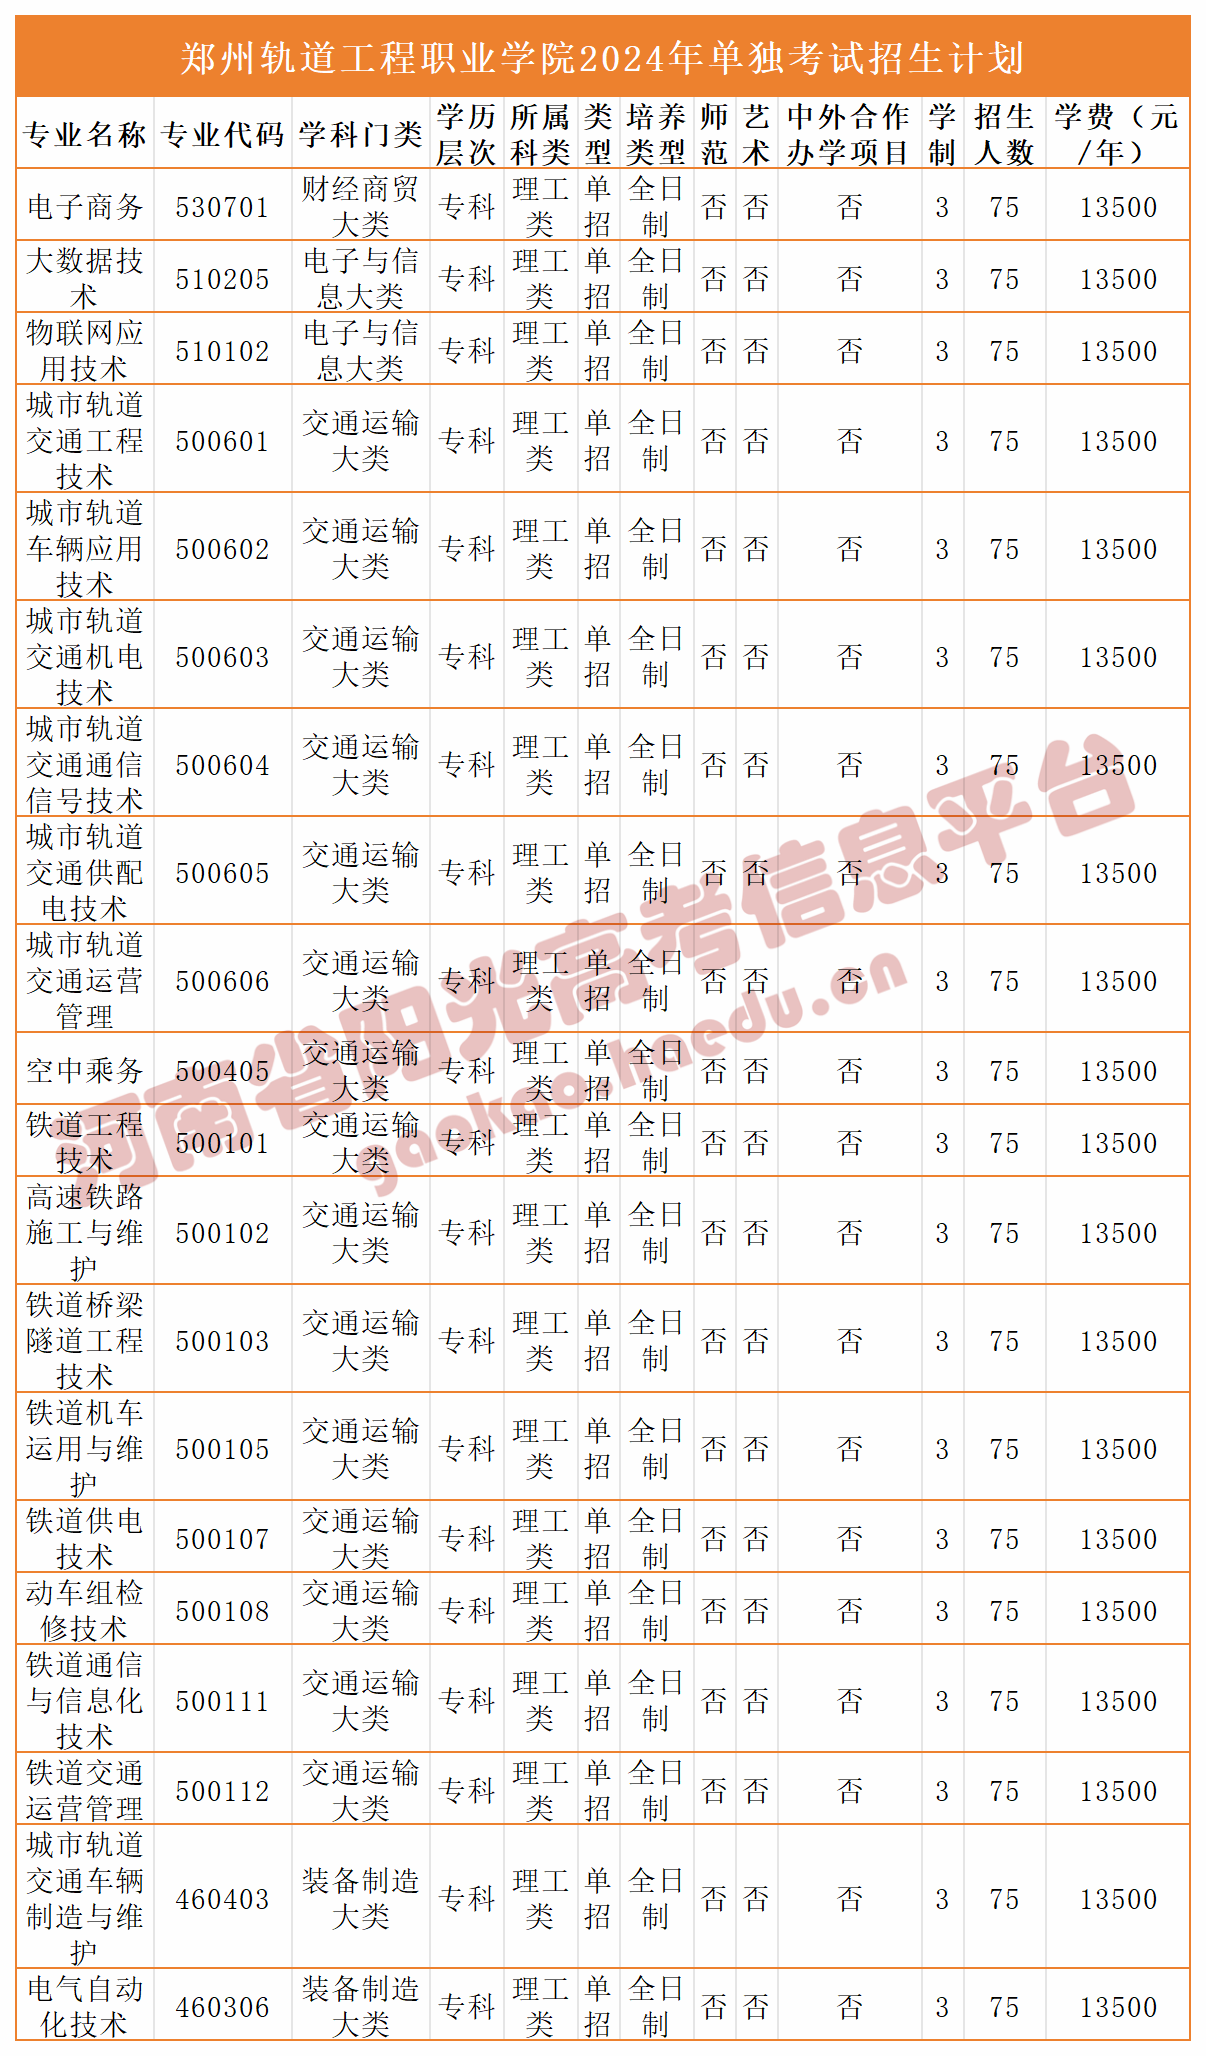 郑州轨道工程职业学院2024年单独考试招生计划
专业名称 专业代码 学科门类 学历层次 所属科类 类型 培养类型 师范 艺术 中外合作办学项目 学制 招生人数 学费（元/年）
电子商务 530701 财经商贸大类 专科 理工类 单招 全日制 否 否 否 3 75 13500
大数据技术 510205 电子与信息大类 专科 理工类 单招 全日制 否 否 否 3 75 13500
物联网应用技术 510102 电子与信息大类 专科 理工类 单招 全日制 否 否 否 3 75 13500
城市轨道交通工程技术 500601 交通运输大类 专科 理工类 单招 全日制 否 否 否 3 75 13500
城市轨道车辆应用技术 500602 交通运输大类 专科 理工类 单招 全日制 否 否 否 3 75 13500
城市轨道交通机电技术 500603 交通运输大类 专科 理工类 单招 全日制 否 否 否 3 75 13500
城市轨道交通通信信号技术 500604 交通运输大类 专科 理工类 单招 全日制 否 否 否 3 75 13500
城市轨道交通供配电技术 500605 交通运输大类 专科 理工类 单招 全日制 否 否 否 3 75 13500
城市轨道交通运营管理 500606 交通运输大类 专科 理工类 单招 全日制 否 否 否 3 75 13500
空中乘务 500405 交通运输大类 专科 理工类 单招 全日制 否 否 否 3 75 13500
铁道工程技术 500101 交通运输大类 专科 理工类 单招 全日制 否 否 否 3 75 13500
高速铁路施工与维护 500102 交通运输大类 专科 理工类 单招 全日制 否 否 否 3 75 13500
铁道桥梁隧道工程技术 500103 交通运输大类 专科 理工类 单招 全日制 否 否 否 3 75 13500
铁道机车运用与维护 500105 交通运输大类 专科 理工类 单招 全日制 否 否 否 3 75 13500
铁道供电技术 500107 交通运输大类 专科 理工类 单招 全日制 否 否 否 3 75 13500
动车组检修技术 500108 交通运输大类 专科 理工类 单招 全日制 否 否 否 3 75 13500
铁道通信与信息化技术 500111 交通运输大类 专科 理工类 单招 全日制 否 否 否 3 75 13500
铁道交通运营管理 500112 交通运输大类 专科 理工类 单招 全日制 否 否 否 3 75 13500
城市轨道交通车辆制造与维护 460403 装备制造大类 专科 理工类 单招 全日制 否 否 否 3 75 13500
电气自动化技术 460306 装备制造大类 专科 理工类 单招 全日制 否 否 否 3 75 13500
河南省阳光高考信息平台
gaokao.haedu.cn